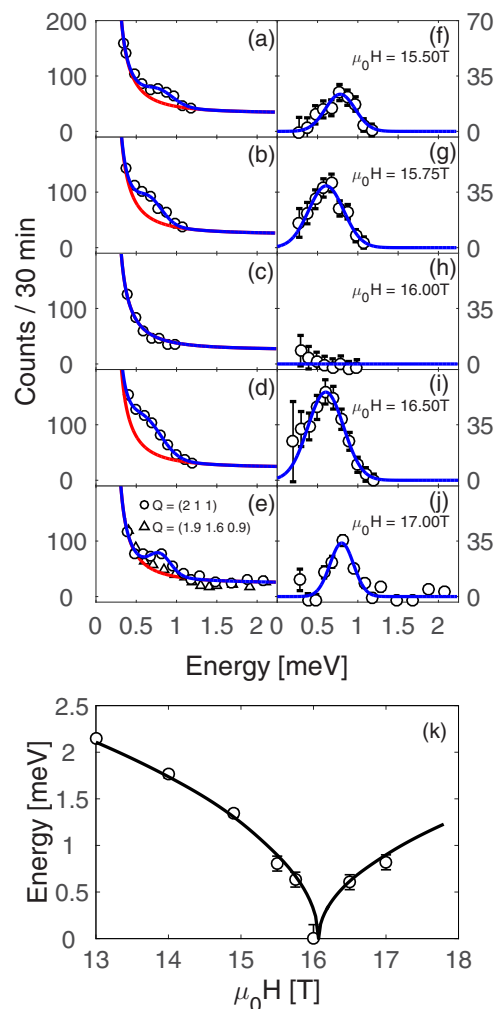 200 (a) (f) 70
100 μ₀H = 15.50T 35
0 0
(b) (g)
100 μ₀H = 15.75T 35
0 0
(c) (h)
100 μ₀H = 16.00T 35
0 0
(d) (i)
100 μ₀H = 16.50T 35
0 0
(e) (j)
Q = (2 1 1)
Q = (1.9 1.6 0.9)
100 μ₀H = 17.00T 35
0 0
0 0.5 1 1.5 2 0 0.5 1 1.5 2
Counts / 30 min
Energy [meV]
2.5 (k)
2
1.5
1
0.5
0
13 14 15 16 17 18
Energy [meV]
μ₀H [T]